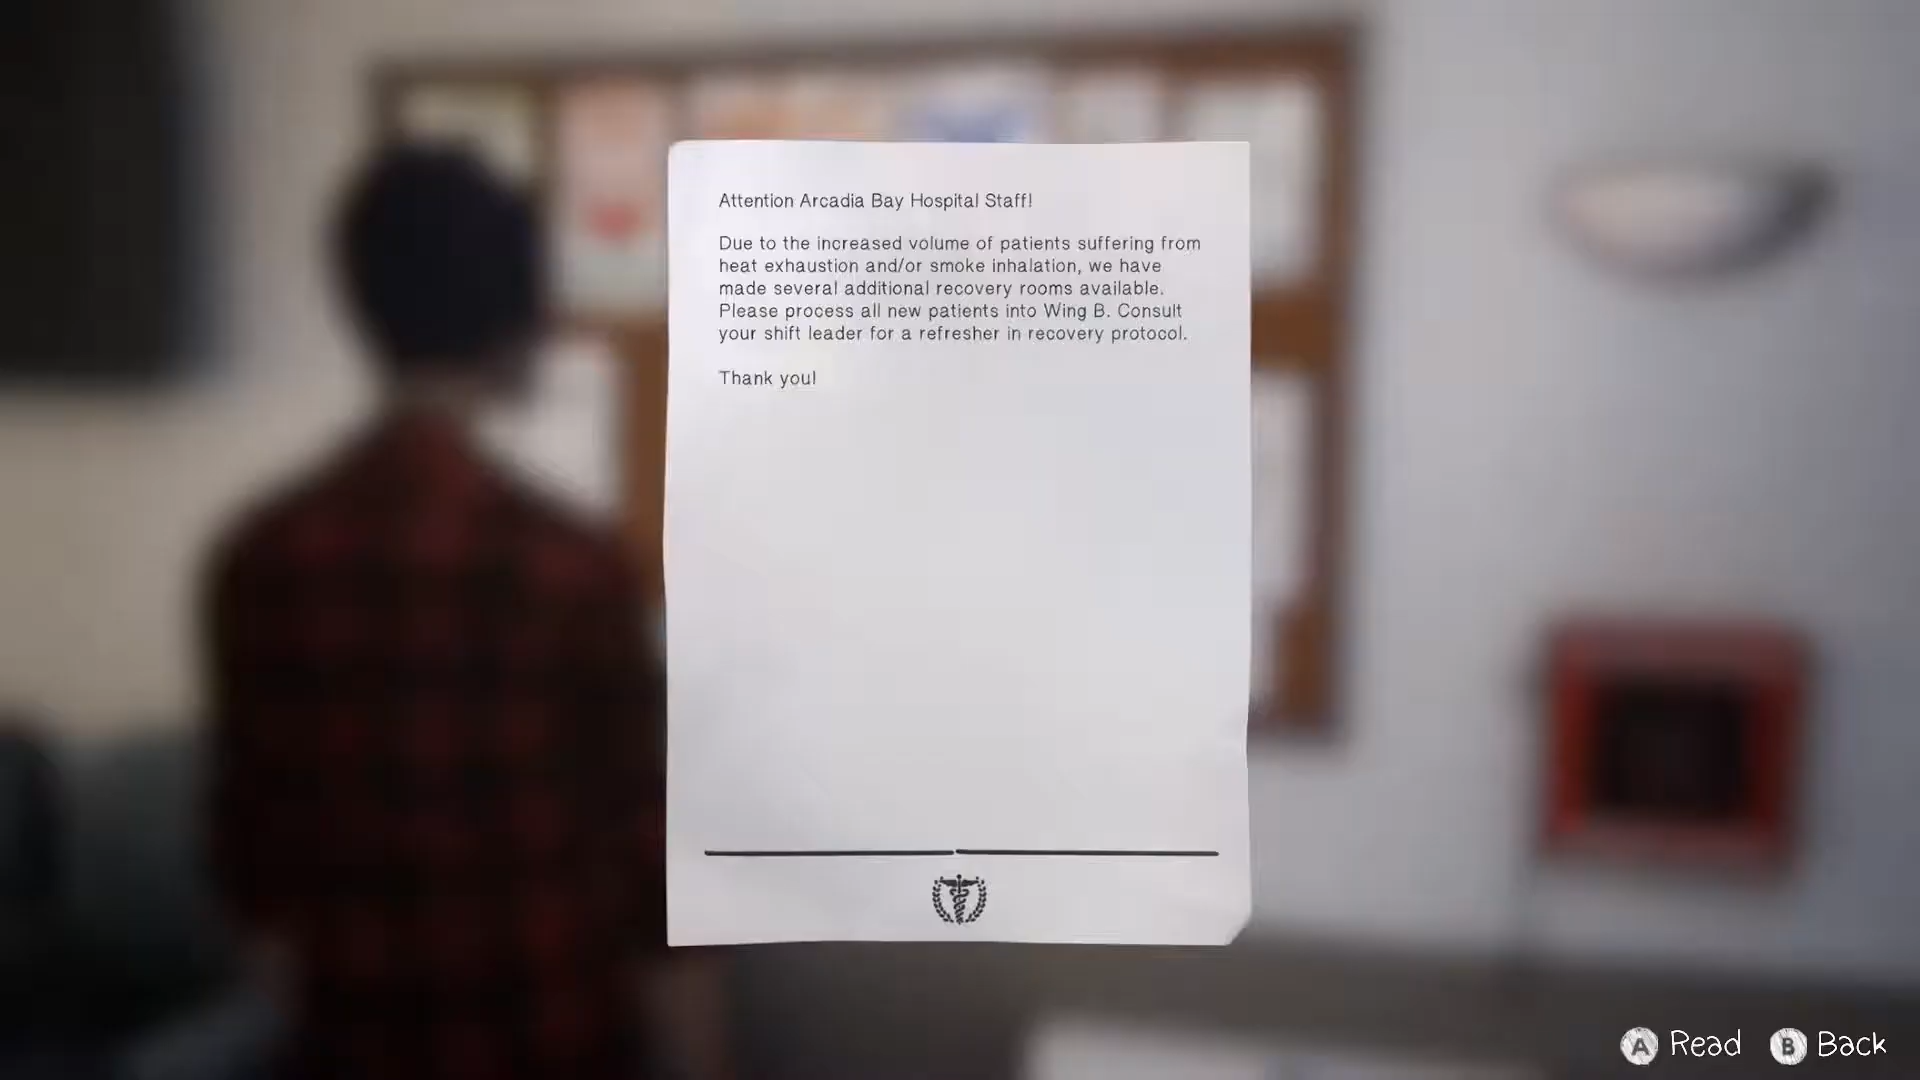 Attention Arcadia Bay Hospital Staff!
Due to the increased volume of patients suffering from
heat exhaustion and/or smoke inhalation, we have
made several additional recovery rooms available.
Please process all new patients into Wing B. Consult
your shift leader for a refresher in recovery protocol.
Thank you!
A Read B Back